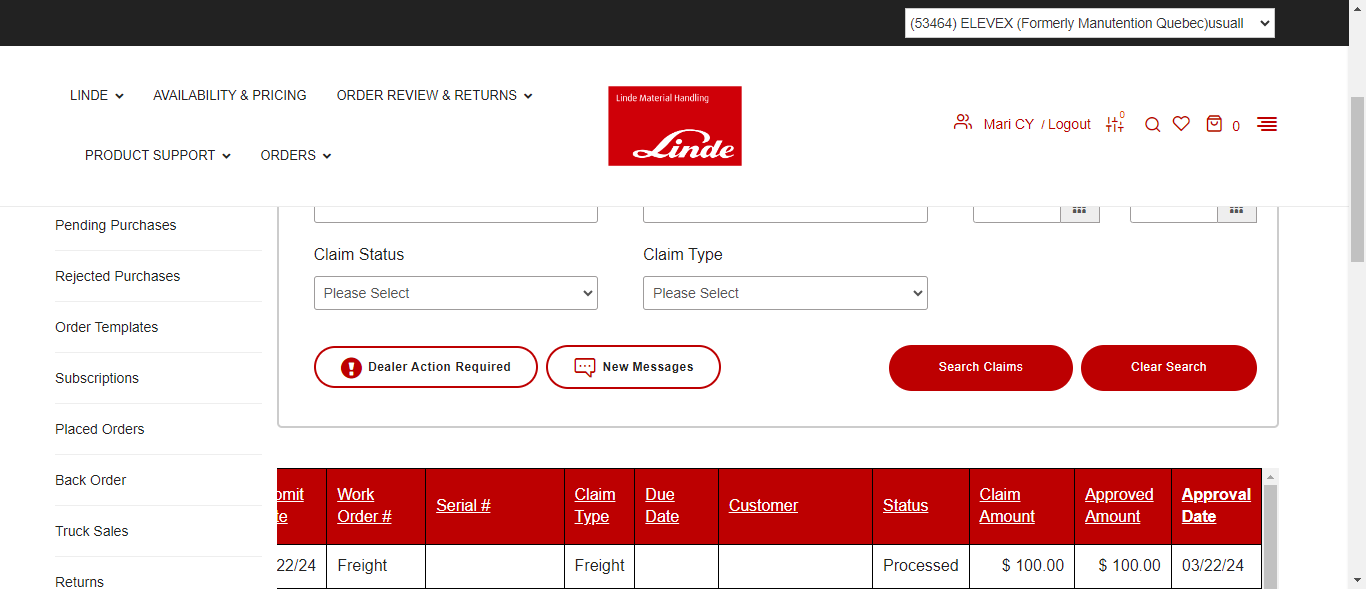 (53464) ELEVEX (Formerly Manutention Quebec)usuall
LINDE
AVAILABILITY & PRICING
ORDER REVIEW & RETURNS
PRODUCT SUPPORT
ORDERS
Linde Material Handling
Linde
Mari CY / Logout
0
0
Pending Purchases
Rejected Purchases
Order Templates
Subscriptions
Placed Orders
Back Order
Truck Sales
Returns
Claim Status
Claim Type
Please Select
Please Select
Dealer Action Required
New Messages
Search Claims
Clear Search
Work Order #
Serial #
Claim Type
Due Date
Customer
Status
Claim Amount
Approved Amount
Approval Date
22/24
Freight
Freight
Processed
$ 100.00
$ 100.00
03/22/24